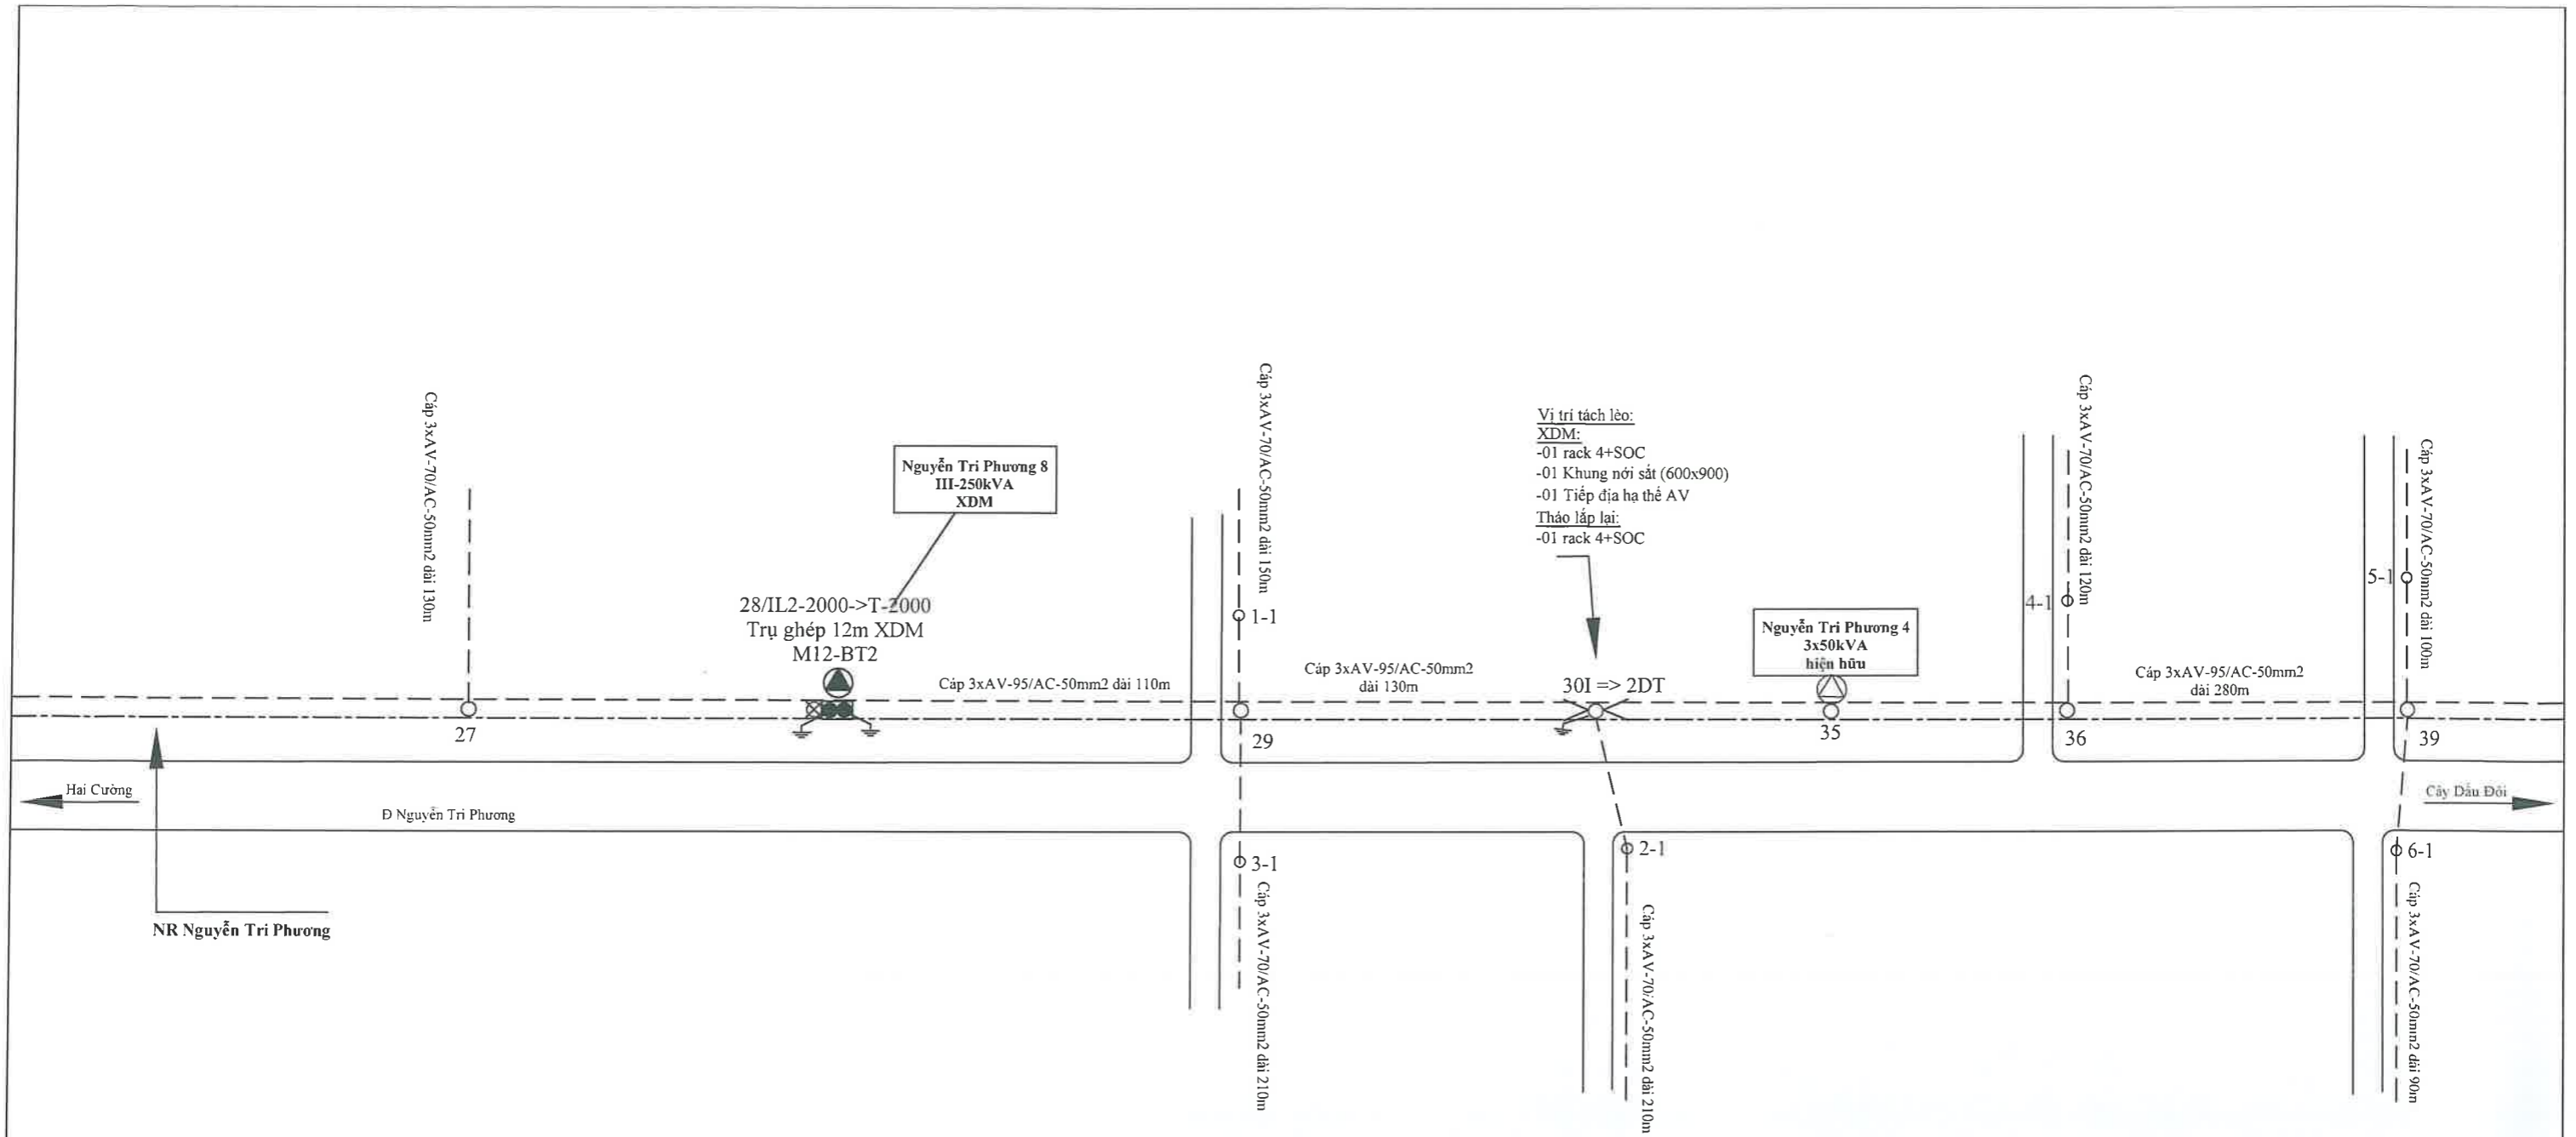 Cáp 3xAV-70/AC-50mm2 dài 130m
Nguyễn Tri Phương 8
III-250kVA
XDM
28/IL2-2000->T-2000
Trụ ghép 12m XDM
M12-BT2
Cáp 3xAV-95/AC-50mm2 dài 110m
Cáp 3xAV-70/AC-50mm2 dài 150m
1-1
Cáp 3xAV-95/AC-50mm2
dài 130m
Vị trí tách lèo:
XDM:
-01 rack 4+SOC
-01 Khung nới sắt (600x900)
-01 Tiếp địa hạ thế AV
Tháo lắp lại:
-01 rack 4+SOC
30I => 2DT
Nguyễn Tri Phương 4
3x50kVA
hiện hữu
Cáp 3xAV-70/AC-50mm2 dài 120m
4-1
Cáp 3xAV-95/AC-50mm2
dài 280m
5-1
Cáp 3xAV-70/AC-50mm2 dài 100m
27
29
35
36
39
Hai Cường
Đ Nguyễn Tri Phương
Cây Dầu Đôi
NR Nguyễn Tri Phương
3-1
Cáp 3xAV-70/AC-50mm2 dài 210m
2-1
Cáp 3xAV-70/AC-50mm2 dài 210m
6-1
Cáp 3xAV-70/AC-50mm2 dài 90m